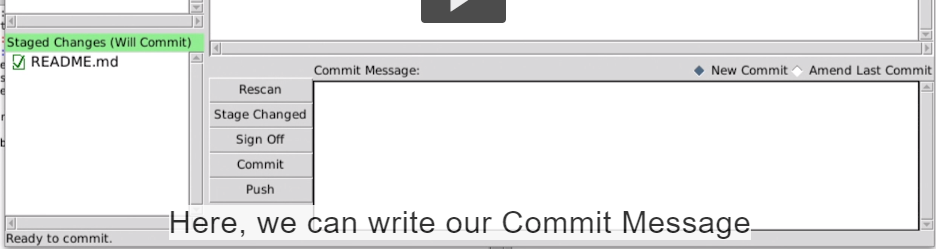 Staged Changes (Will Commit)
README.md
Commit Message:
New Commit
Amend Last Commit
Rescan
Stage Changed
Sign Off
Commit
Push
Here, we can write our Commit Message
Ready to commit.